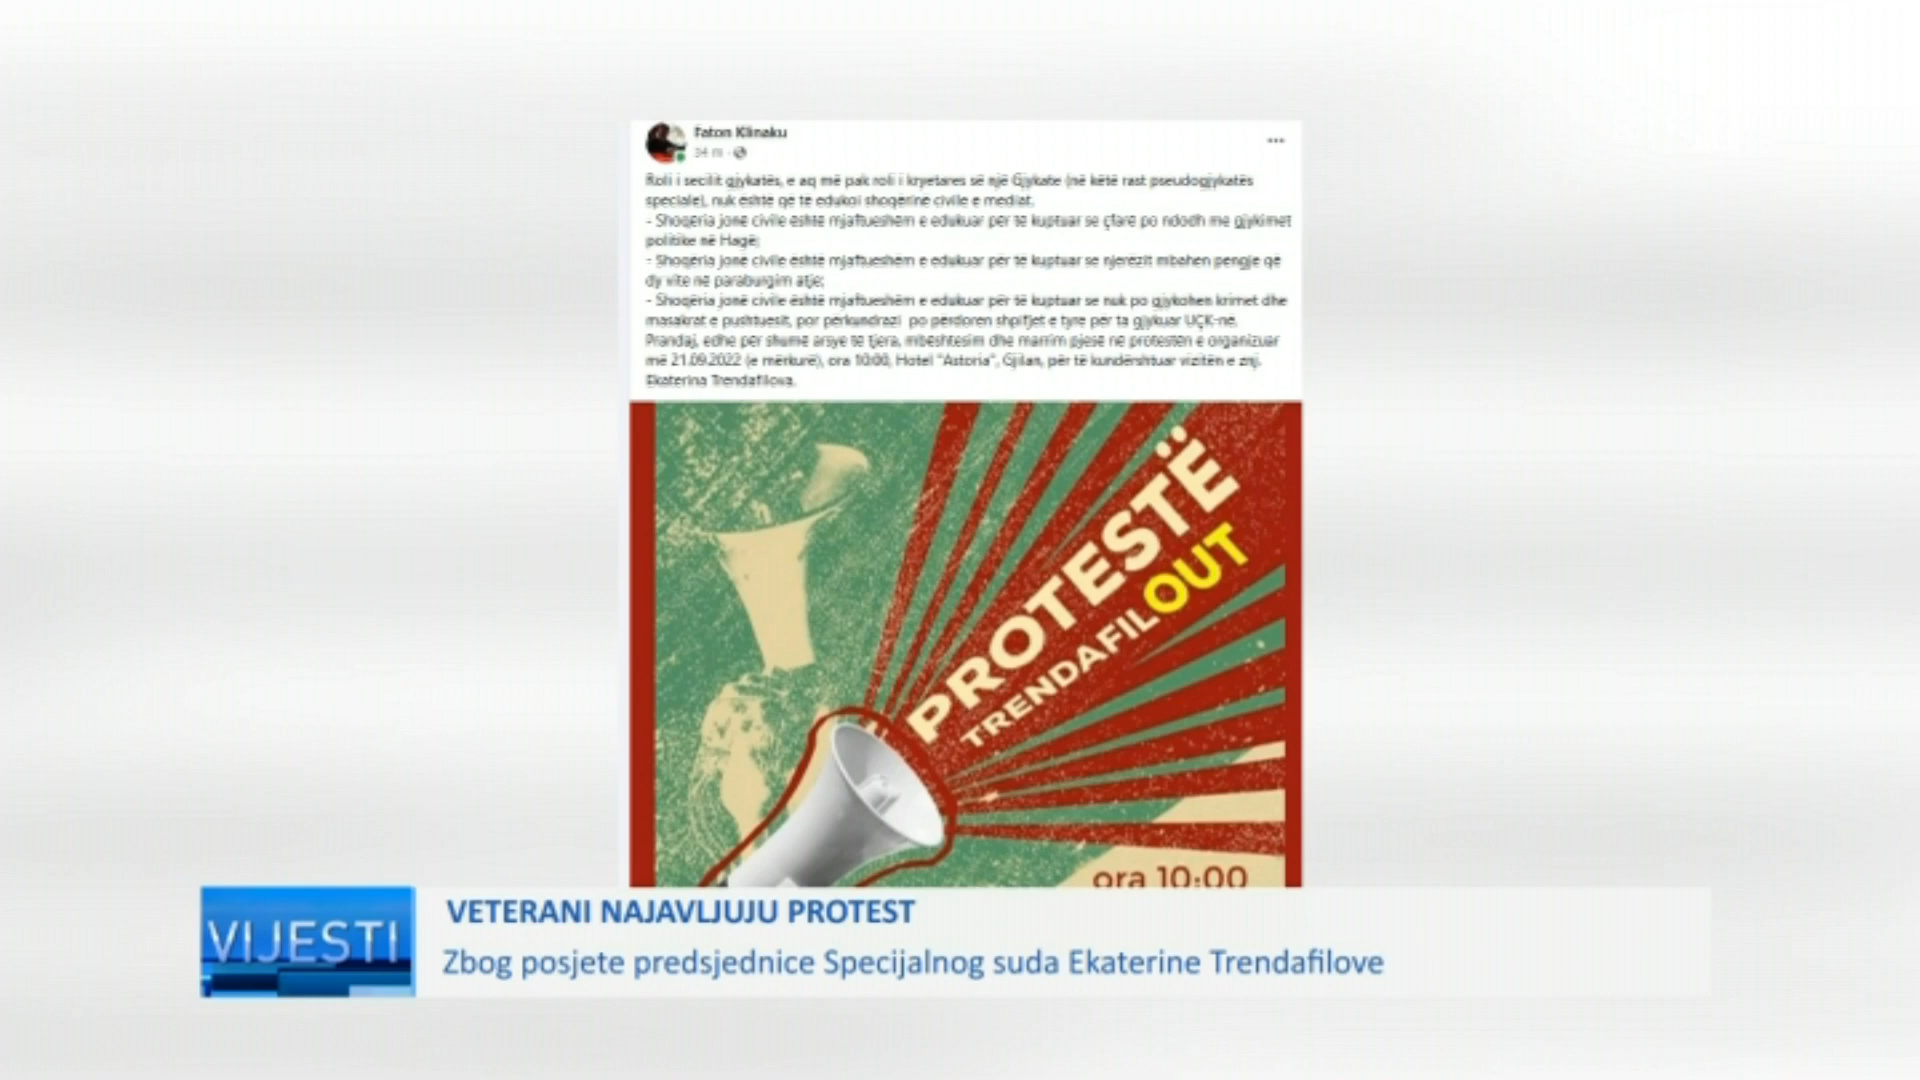 Faton Klinaku
34 m
Roli i secilit gjykatës, e aq më pak roli i kryetares së një Gjykate (në këtë rast pseudogjykatës
speciale), nuk është që të edukoj shoqërinë civile e mediat.
- Shoqëria jonë civile është mjaftueshëm e edukuar për të kuptuar se çfarë po ndodh me gjykimet
politike në Hagë;
- Shoqëria jonë civile është mjaftueshëm e edukuar për të kuptuar se njerëzit mbahen pengje që
dy vite në paraburgim atje;
- Shoqëria jonë civile është mjaftueshëm e edukuar për të kuptuar se nuk po gjykohen krimet dhe
masakrat e pushtuesit, por përkundrazi po përdoren shpifjet e tyre për ta gjykuar UÇK-në.
Prandaj, edhe për shumë arsye të tjera, mbështesim dhe marrim pjesë në protestën e organizuar
më 21.09.2022 (e mërkurë), ora 10:00, Hotel "Astoria", Gjilan, për të kundërshtuar vizitën e znj.
Ekaterina Trendafilova.
PROTESTË
TRENDAFILOUT
ora 10:00
VIJESTI
VETERANI NAJAVLJUJU PROTEST
Zbog posjete predsjednice Specijalnog suda Ekaterine Trendafilove